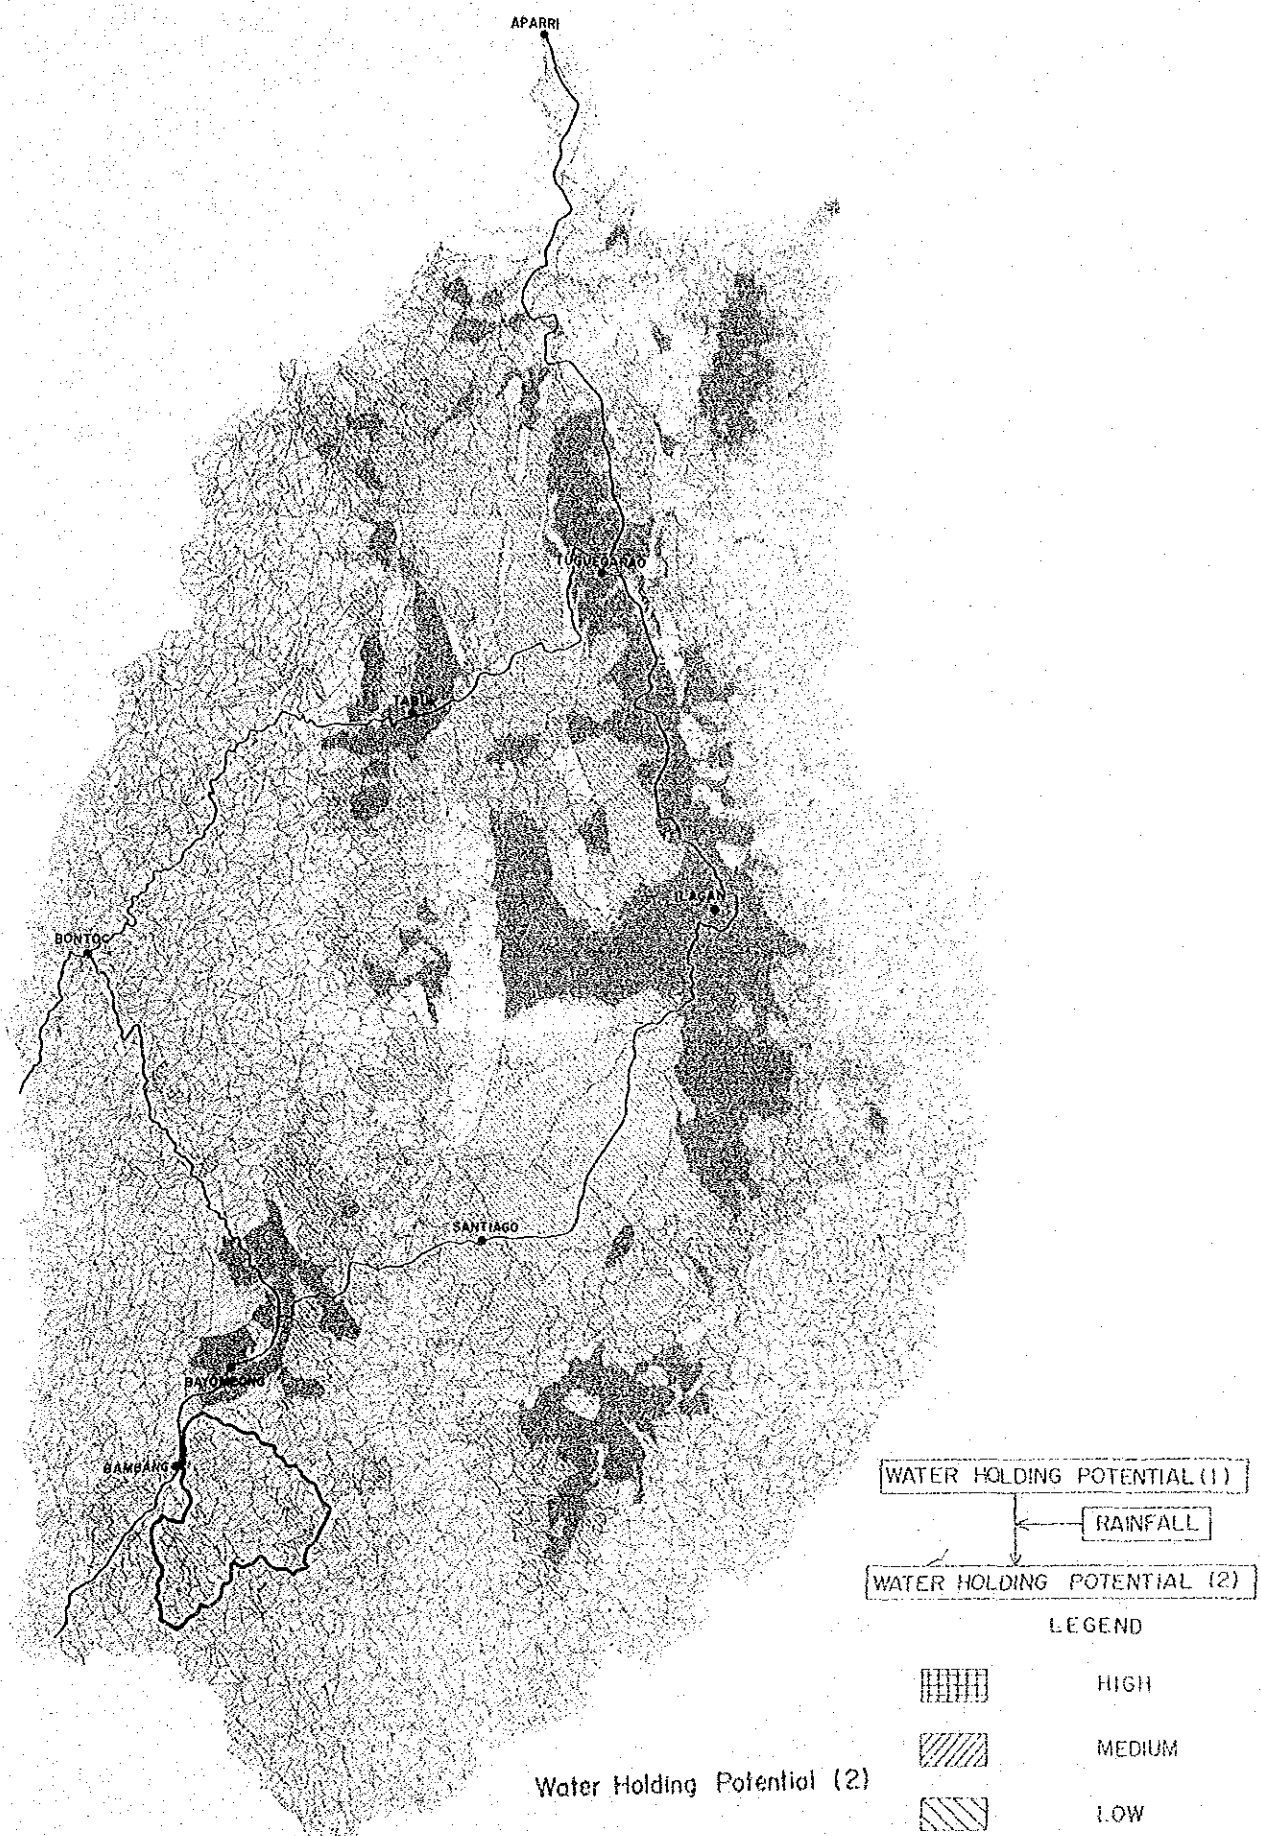 APARRI
TUGUEGARAO
TABUK
ILAGAN
BONTOC
SANTIAGO
BAYOMBONG
BAMBANG
WATER HOLDING POTENTIAL (1)
RAINFALL
WATER HOLDING POTENTIAL (2)
LEGEND
HIGH
MEDIUM
LOW
Water Holding Potential (2)